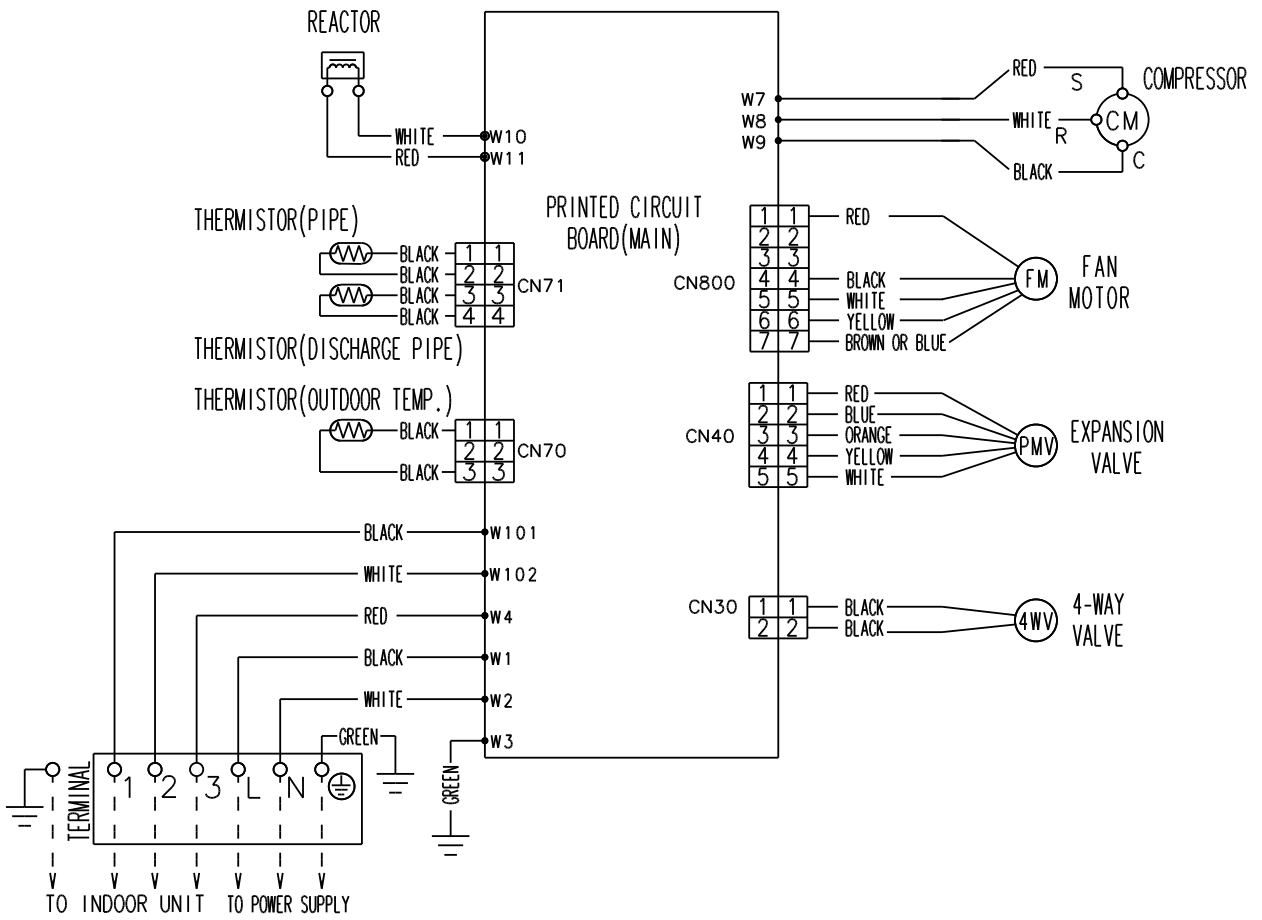 REACTOR
WHITE
W10
RED
W11
THERMISTOR(PIPE)
BLACK 1 1
BLACK 2 2
BLACK 3 3
BLACK 4 4
CN71
THERMISTOR(DISCHARGE PIPE)
THERMISTOR(OUTDOOR TEMP.)
BLACK 1 1
2 2
BLACK 3 3
CN70
BLACK W101
WHITE W102
RED W4
BLACK W1
WHITE W2
GREEN
W3
GREEN
TERMINAL
1 2 3 L N
TO INDOOR UNIT
TO POWER SUPPLY
PRINTED CIRCUIT
BOARD(MAIN)
W7
W8
W9
RED
S
WHITE
R
BLACK
C
CM
COMPRESSOR
CN800
1 1 RED
2 2
3 3
4 4 BLACK
5 5 WHITE
6 6 YELLOW
7 7 BROWN OR BLUE
FM
FAN
MOTOR
CN40
1 1 RED
2 2 BLUE
3 3 ORANGE
4 4 YELLOW
5 5 WHITE
PMV
EXPANSION
VALVE
CN30
1 1 BLACK
2 2 BLACK
4WV
4-WAY
VALVE